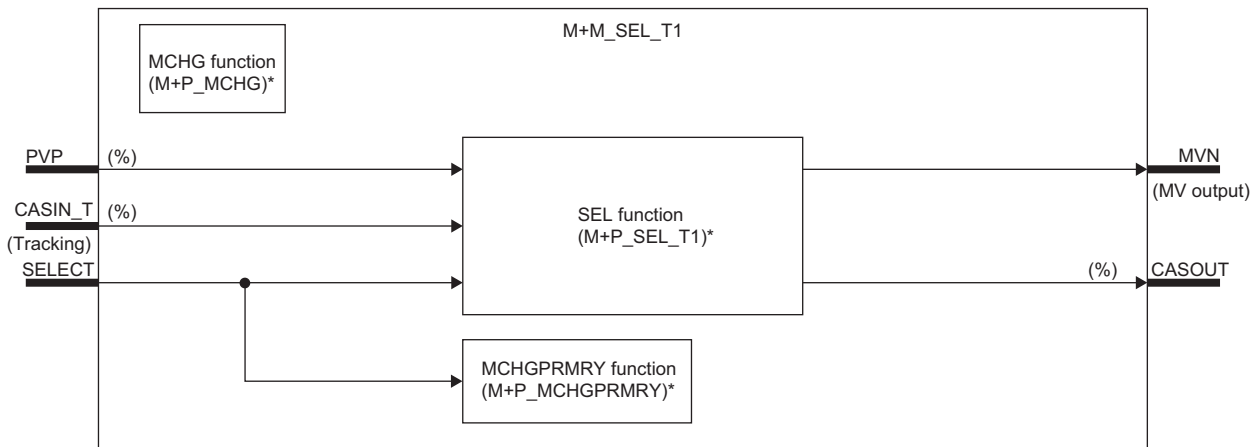 M+M_SEL_T1
MCHG function
(M+P_MCHG)*
PVP
(%)
MVN
(MV output)
CASIN_T
(%)
(Tracking)
SEL function
(M+P_SEL_T1)*
SELECT
(%)
CASOUT
MCHGPRMRY function
(M+P_MCHGPRMRY)*